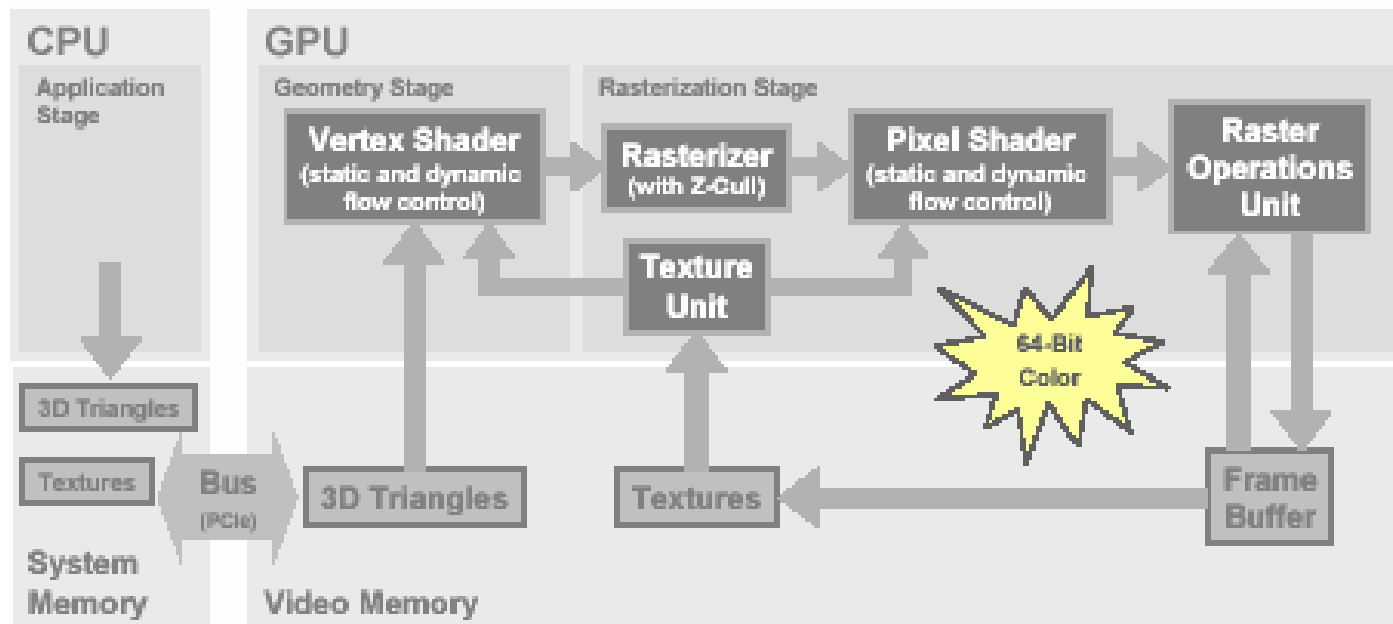 CPU
Application
Stage
GPU
Geometry Stage
Rasterization Stage
Vertex Shader
(static and dynamic
flow control)
Rasterizer
(with Z-Cull)
Pixel Shader
(static and dynamic
flow control)
Raster
Operations
Unit
Texture
Unit
64-Bit
Color
3D Triangles
Textures
Bus
(PCIe)
3D Triangles
Textures
Frame
Buffer
System
Memory
Video Memory